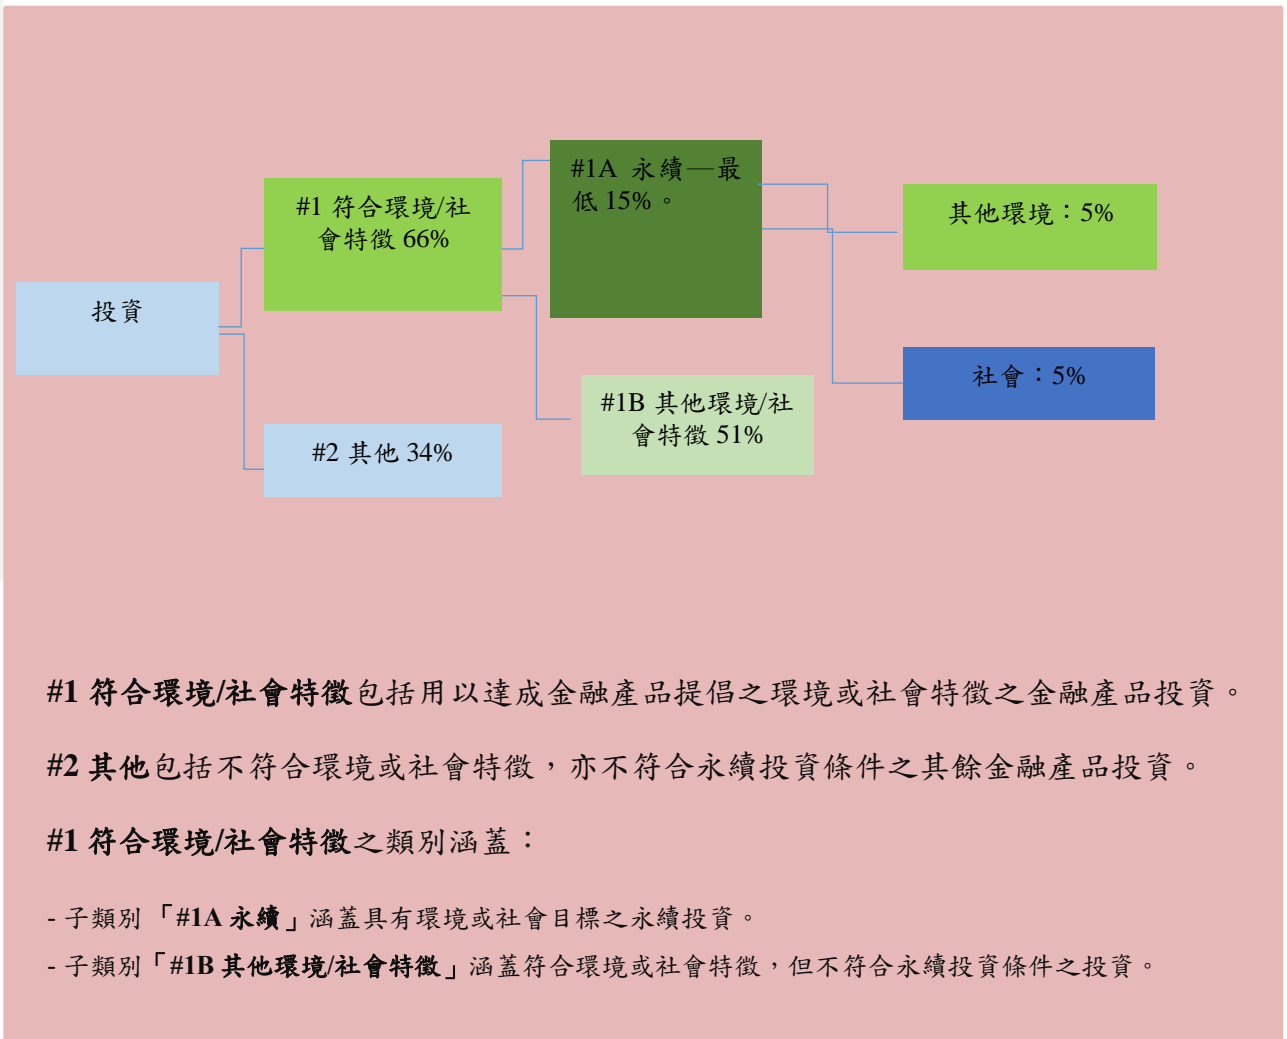 投資
#1 符合環境/社
會特徵 66%
#2 其他 34%
#1A 永續—最
低 15%。
#1B 其他環境/社
會特徵 51%
其他環境：5%
社會：5%
#1 符合環境/社會特徵包括用以達成金融產品提倡之環境或社會特徵之金融產品投資。
#2 其他包括不符合環境或社會特徵，亦不符合永續投資條件之其餘金融產品投資。
#1 符合環境/社會特徵之類別涵蓋：
- 子類別「#1A 永續」涵蓋具有環境或社會目標之永續投資。
- 子類別「#1B 其他環境/社會特徵」涵蓋符合環境或社會特徵，但不符合永續投資條件之投資。